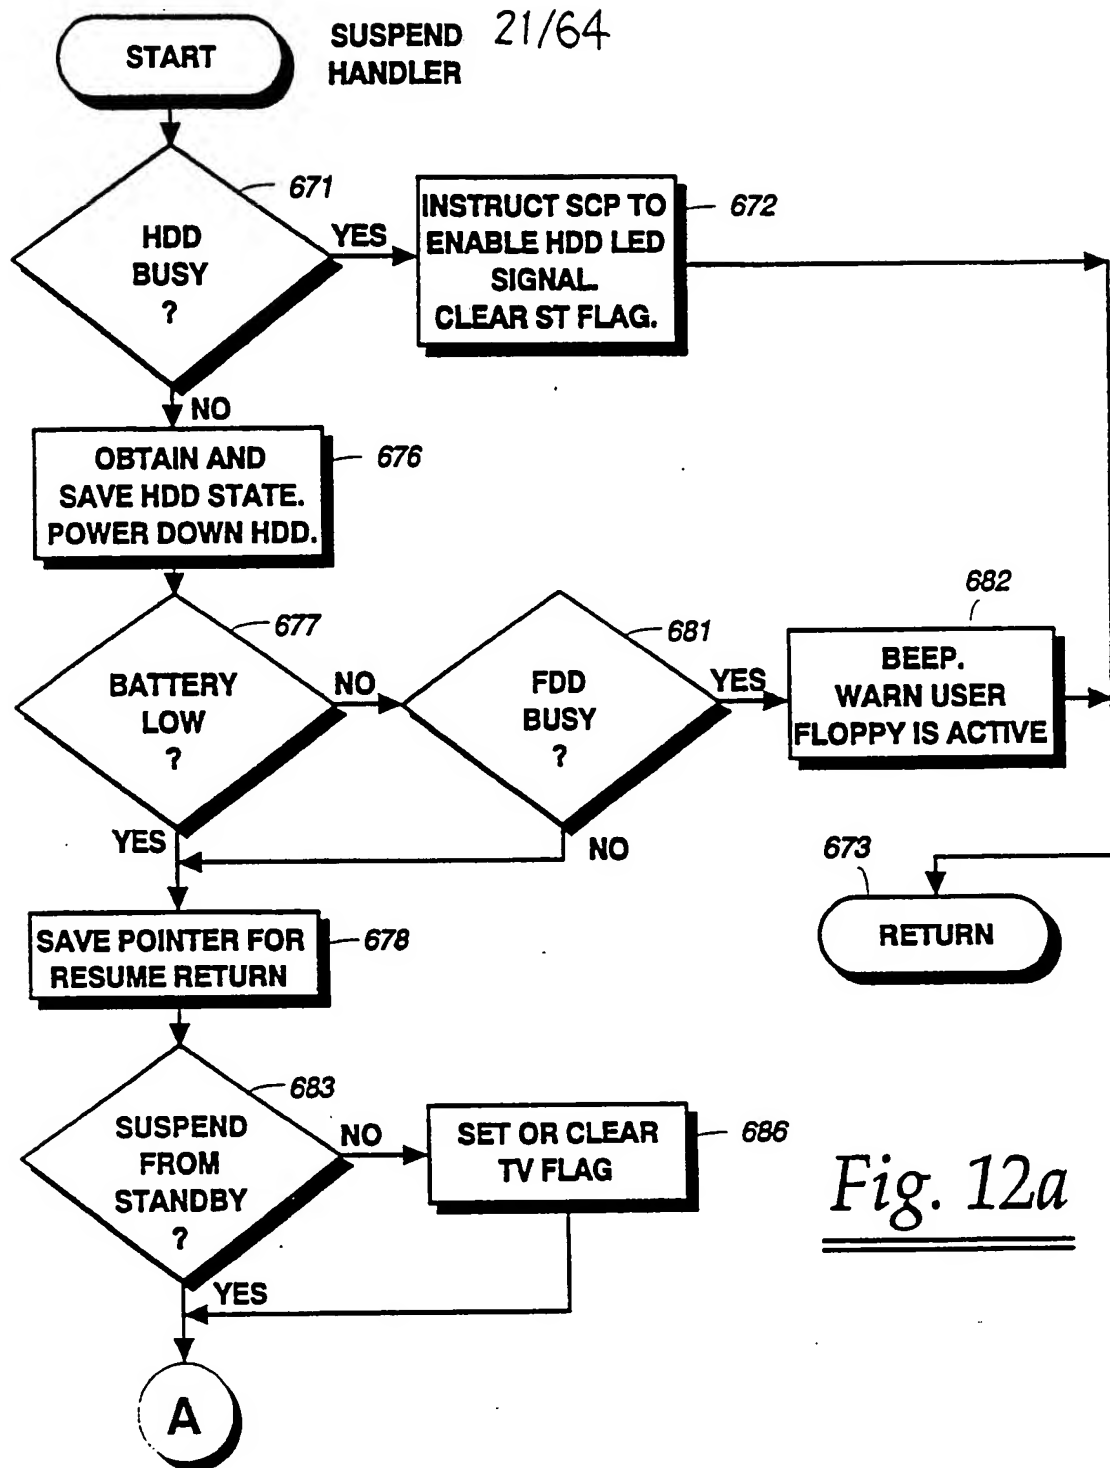 START
SUSPEND
HANDLER
21/64
HDD
BUSY
?
671
YES
INSTRUCT SCP TO
ENABLE HDD LED
SIGNAL.
CLEAR ST FLAG.
672
NO
OBTAIN AND
SAVE HDD STATE.
POWER DOWN HDD.
676
BATTERY
LOW
?
677
NO
FDD
BUSY
?
681
YES
BEEP.
WARN USER
FLOPPY IS ACTIVE
682
YES
NO
673
RETURN
SAVE POINTER FOR
RESUME RETURN
678
SUSPEND
FROM
STANDBY
?
683
NO
SET OR CLEAR
TV FLAG
686
YES
A
Fig. 12a